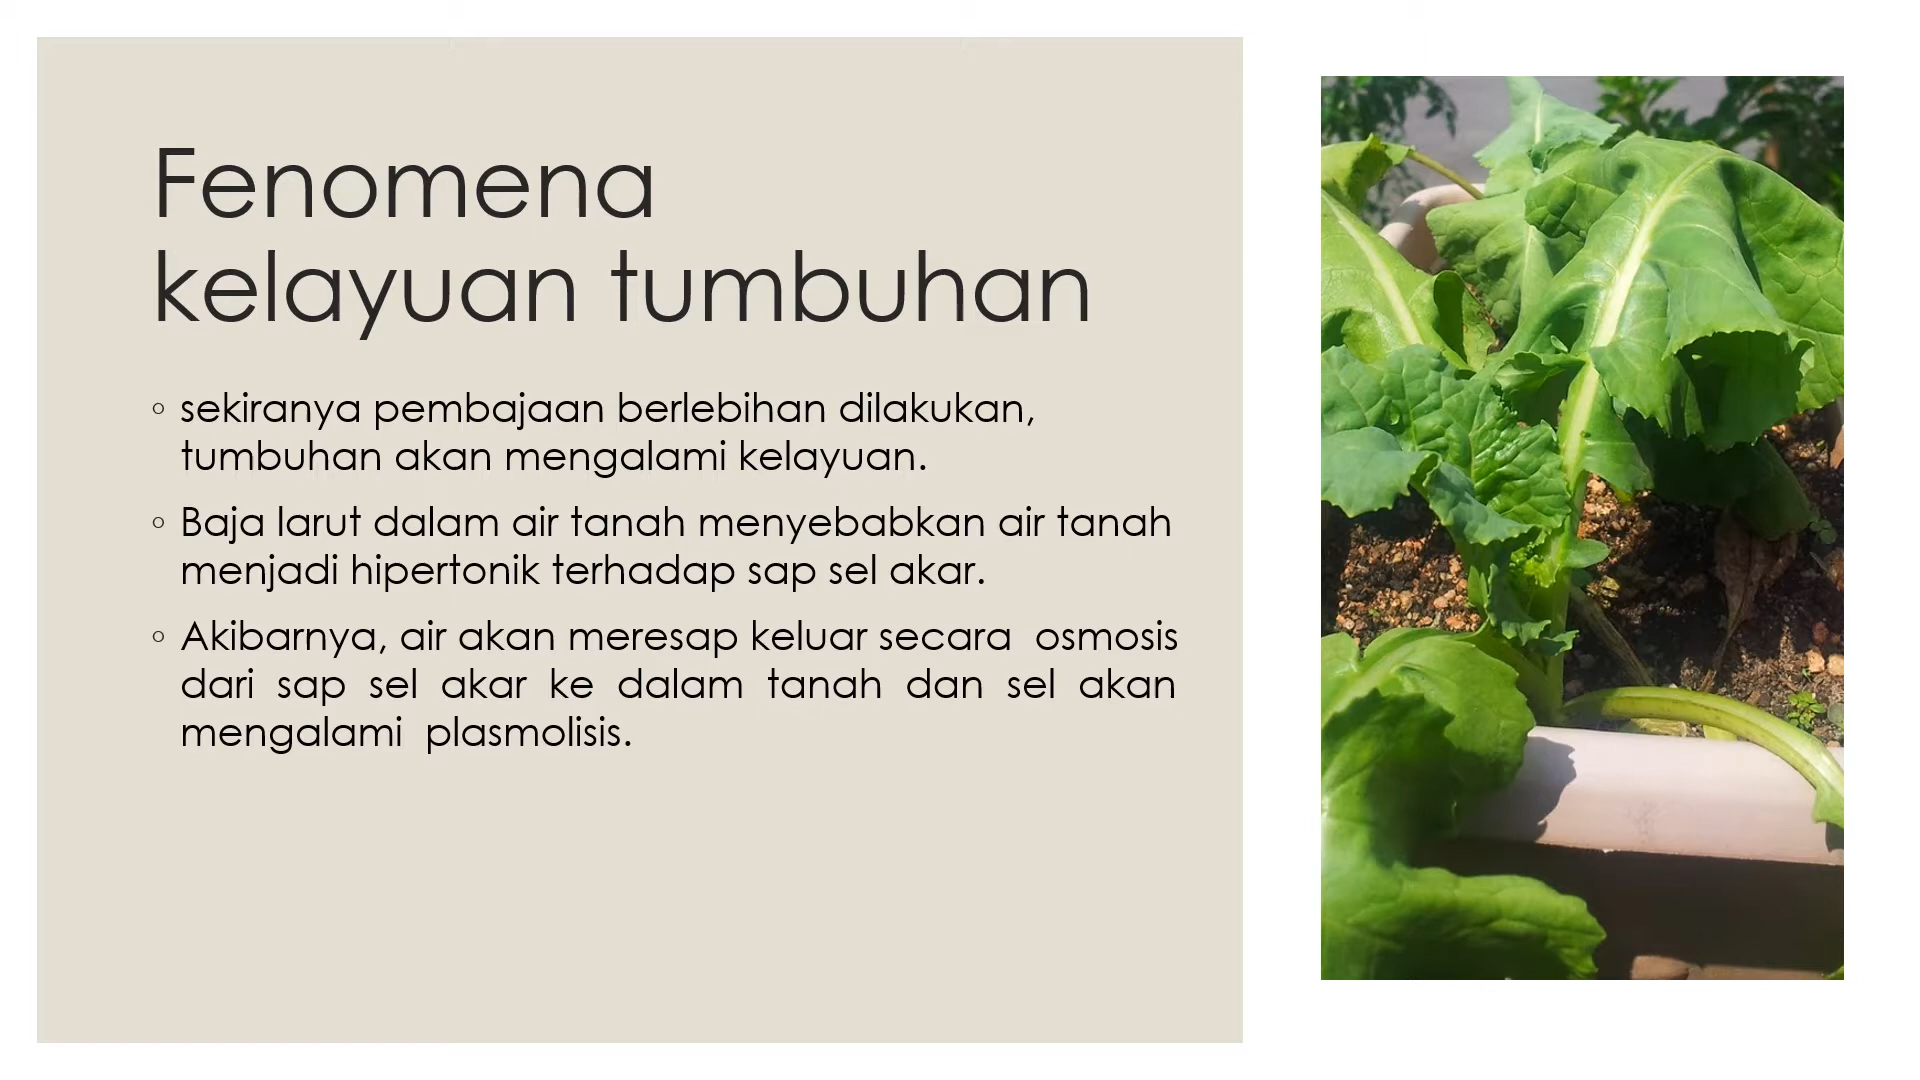 Fenomena
kelayuan tumbuhan
◦ sekiranya pembajaan berlebihan dilakukan,
tumbuhan akan mengalami kelayuan.
◦ Baja larut dalam air tanah menyebabkan air tanah
menjadi hipertonik terhadap sap sel akar.
◦ Akibarnya, air akan meresap keluar secara  osmosis
dari sap sel akar ke dalam tanah dan sel akan
mengalami  plasmolisis.